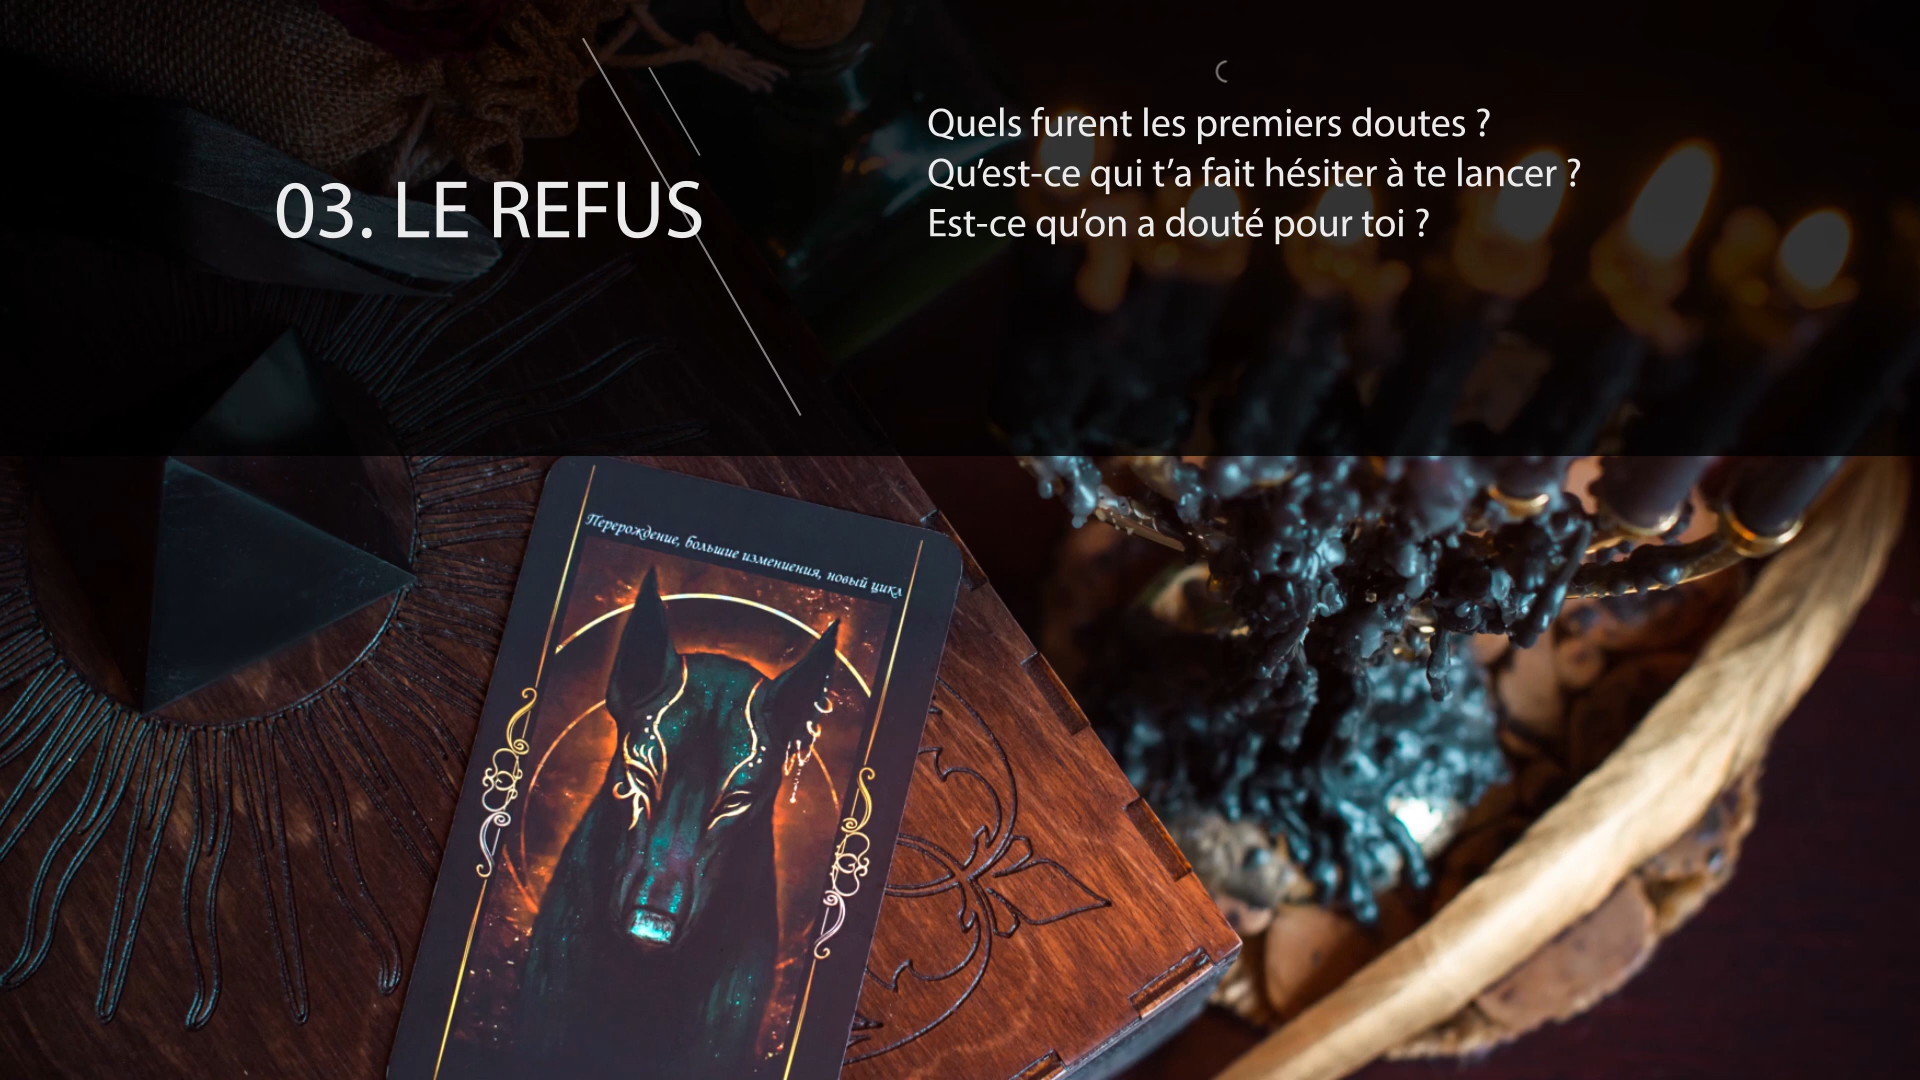 03. LE REFUS
Quels furent les premiers doutes ?
Qu’est-ce qui t’a fait hésiter à te lancer ?
Est-ce qu’on a douté pour toi ?
Перерождение, большие изменения, новый цикл